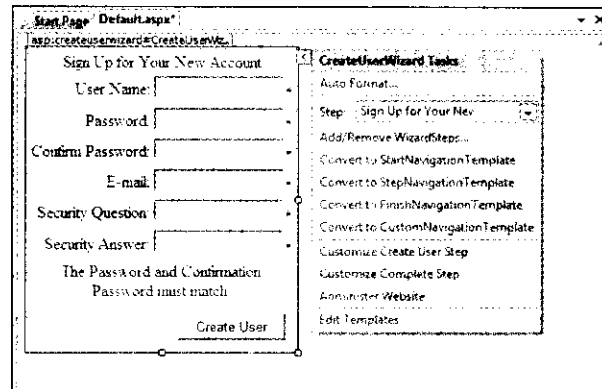 Start Page Default.aspx*
asp:createuserwizard#CreateUserWiz...
Sign Up for Your New Account
User Name: *
Password: *
Confirm Password: *
E-mail: *
Security Question: *
Security Answer: *
The Password and Confirmation
Password must match
Create User
CreateUserWizard Tasks
Auto Format...
Step: Sign Up for Your New
Add/Remove WizardSteps...
Convert to StartNavigationTemplate
Convert to StepNavigationTemplate
Convert to FinishNavigationTemplate
Convert to CustomNavigationTemplate
Customize Create User Step
Customize Complete Step
Administer Website
Edit Templates